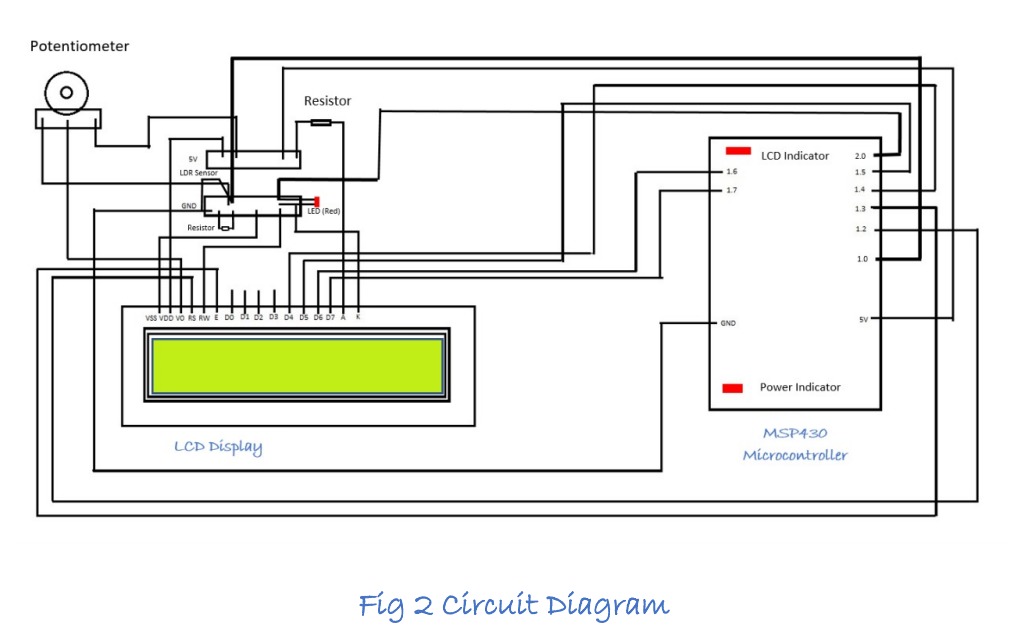 Potentiometer
Resistor
5V
LDR Sensor
GND
LED (Red)
Resistor
VSS VDD VO RS RW E D0 D1 D2 D3 D4 D5 D6 D7 A K
LCD Display
LCD Indicator
2.0
1.5
1.4
1.3
1.2
1.0
5V
1.6
1.7
GND
Power Indicator
MSP430
Microcontroller
Fig 2 Circuit Diagram